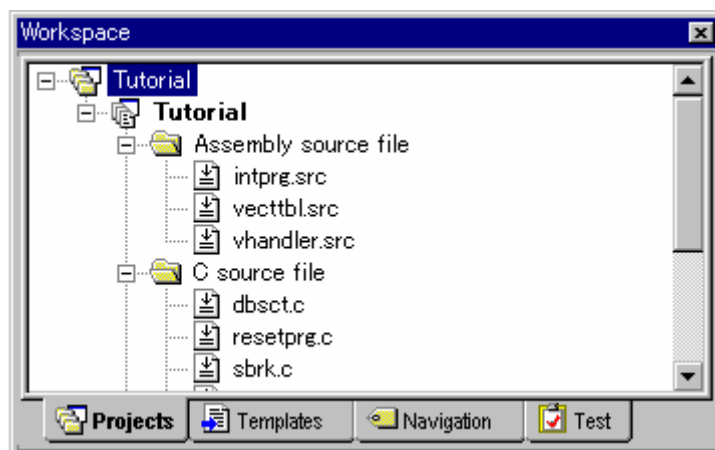 Workspace
Tutorial
Tutorial
Assembly source file
intprg.src
vecttbl.src
vhandler.src
C source file
dbsct.c
resetprg.c
sbrk.c
Projects Templates Navigation Test